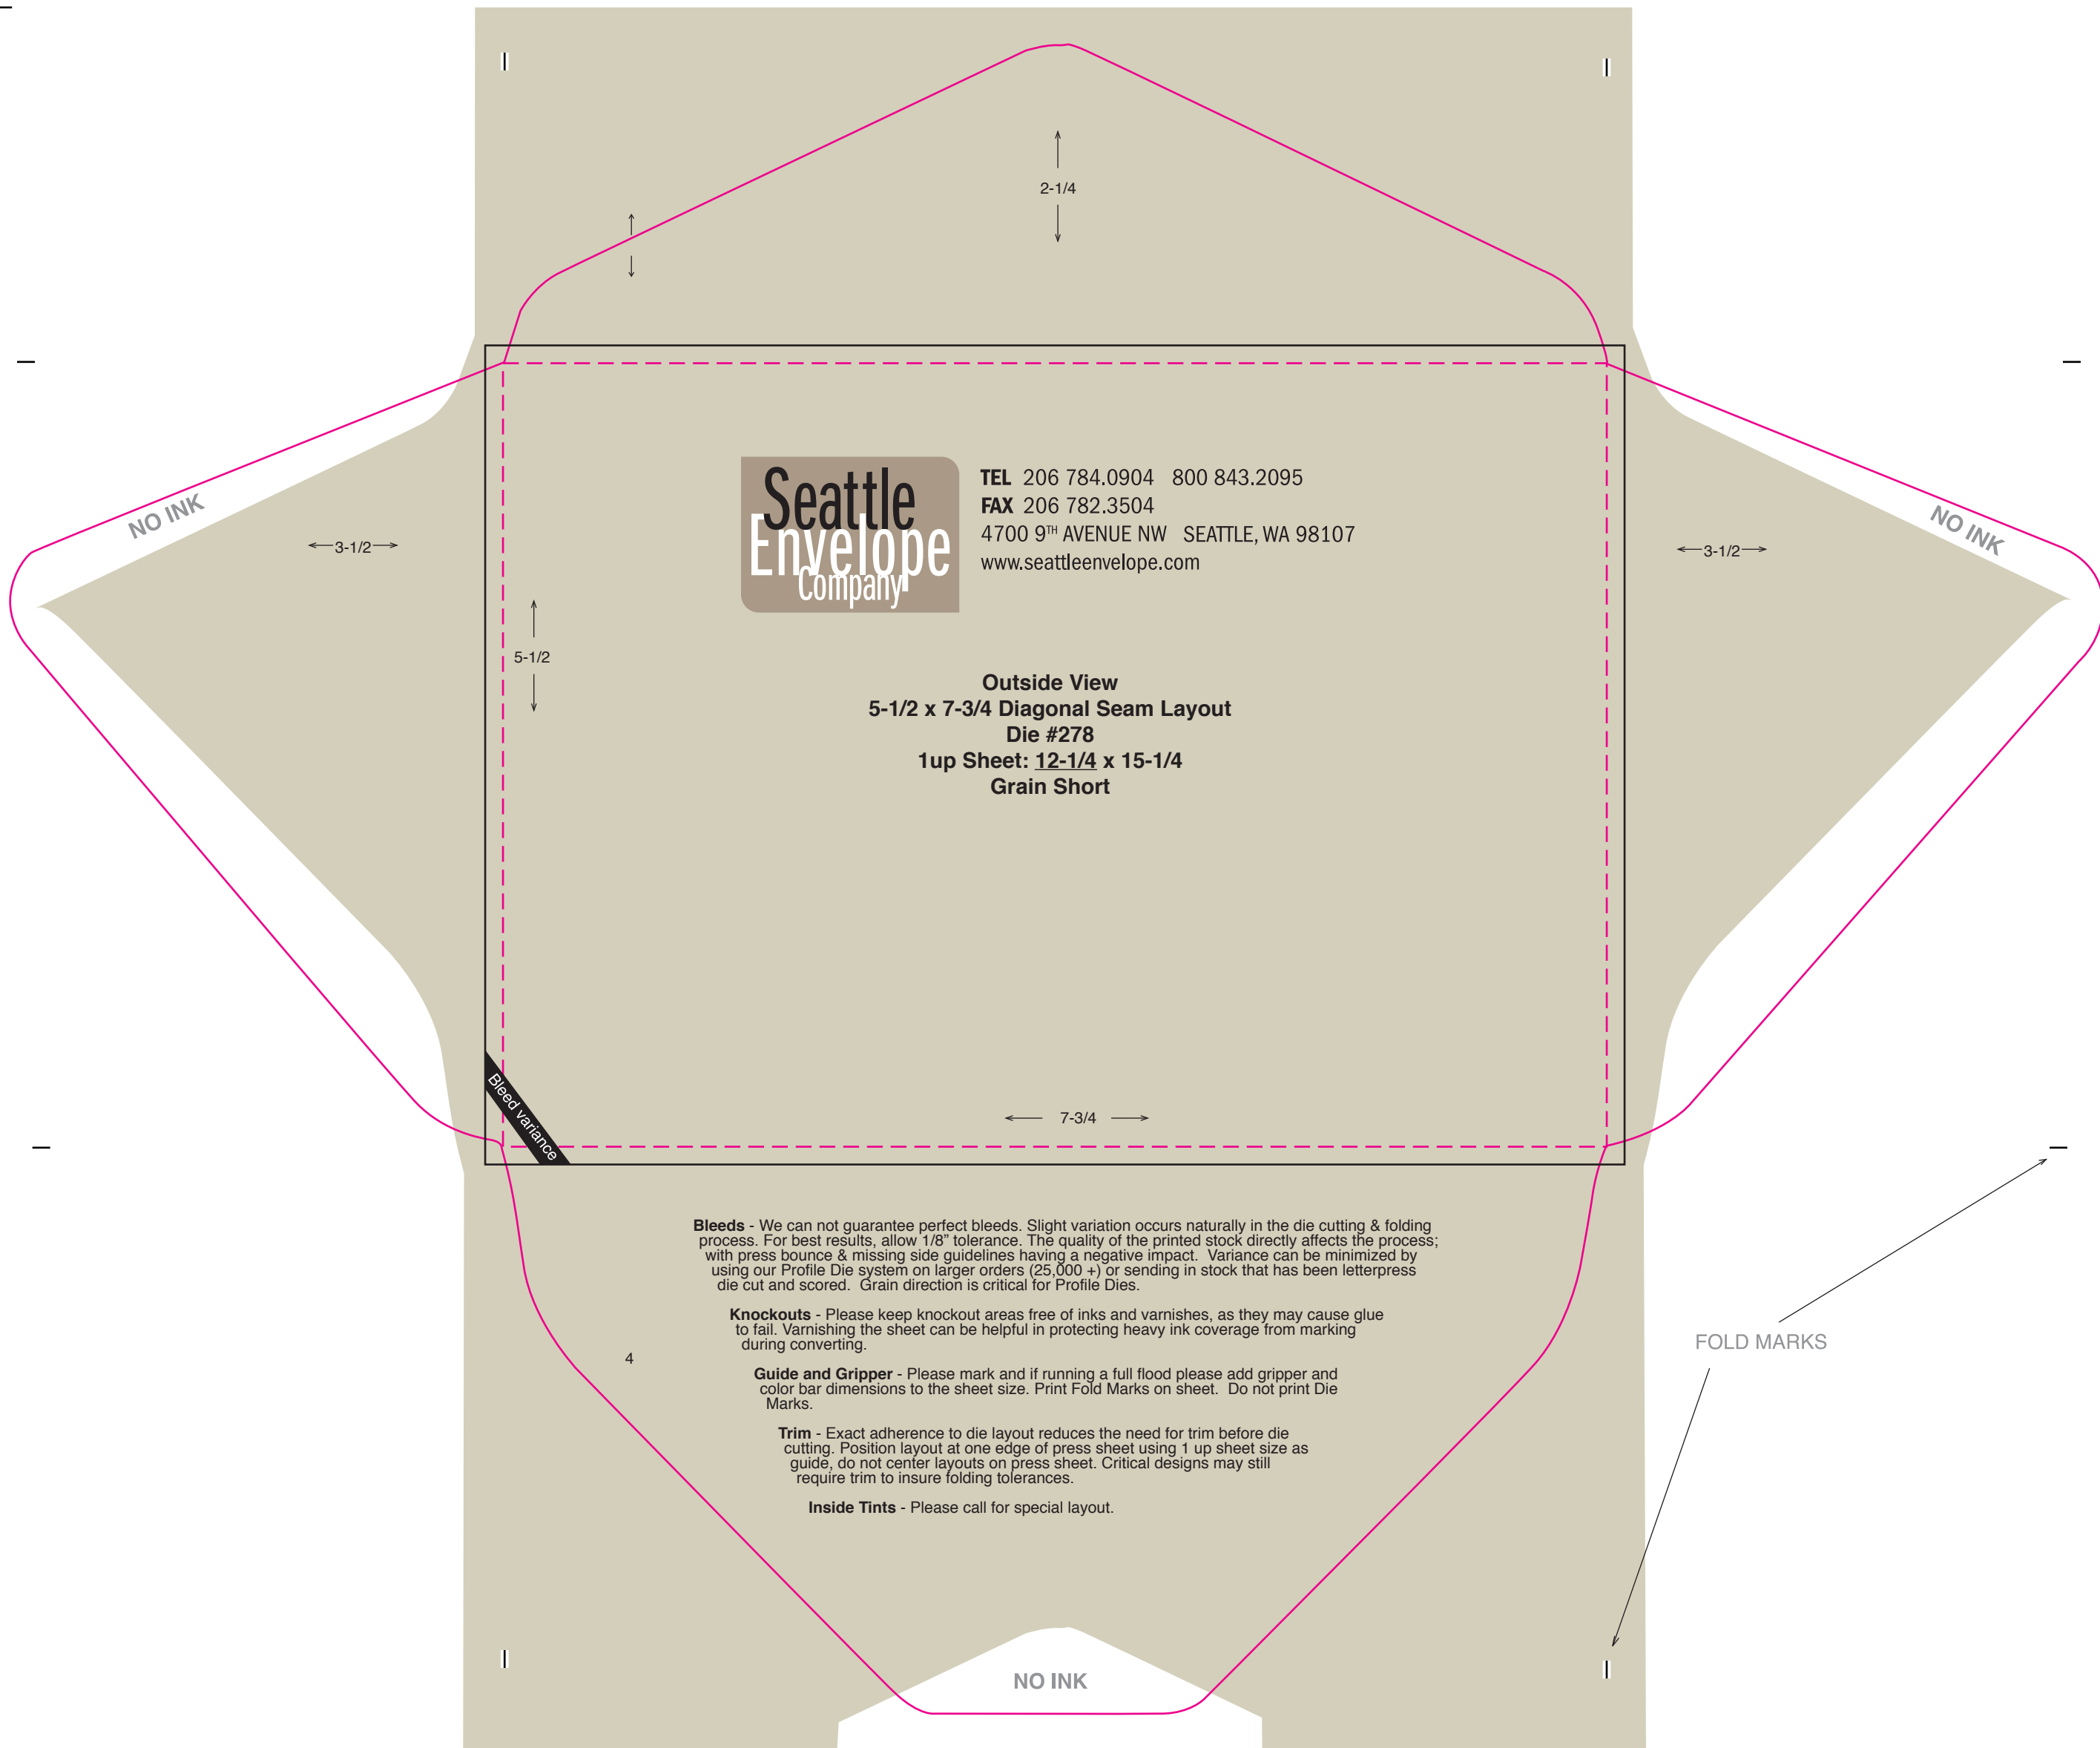 2-1/4
Seattle
Envelope
Company
TEL 206 784.0904 800 843.2095
FAX 206 782.3504
4700 9TH AVENUE NW SEATTLE, WA 98107
www.seattleenvelope.com
NO INK
NO INK
3-1/2
3-1/2
5-1/2
Outside View
5-1/2 x 7-3/4 Diagonal Seam Layout
Die #278
1up Sheet: 12-1/4 x 15-1/4
Grain Short
Bleed variance
7-3/4
Bleeds - We can not guarantee perfect bleeds. Slight variation occurs naturally in the die cutting & folding
process. For best results, allow 1/8” tolerance. The quality of the printed stock directly affects the process;
with press bounce & missing side guidelines having a negative impact. Variance can be minimized by
using our Profile Die system on larger orders (25,000 +) or sending in stock that has been letterpress
die cut and scored. Grain direction is critical for Profile Dies.
Knockouts - Please keep knockout areas free of inks and varnishes, as they may cause glue
to fail. Varnishing the sheet can be helpful in protecting heavy ink coverage from marking
during converting.
4
Guide and Gripper - Please mark and if running a full flood please add gripper and
color bar dimensions to the sheet size. Print Fold Marks on sheet. Do not print Die
Marks.
Trim - Exact adherence to die layout reduces the need for trim before die
cutting. Position layout at one edge of press sheet using 1 up sheet size as
guide, do not center layouts on press sheet. Critical designs may still
require trim to insure folding tolerances.
Inside Tints - Please call for special layout.
FOLD MARKS
NO INK